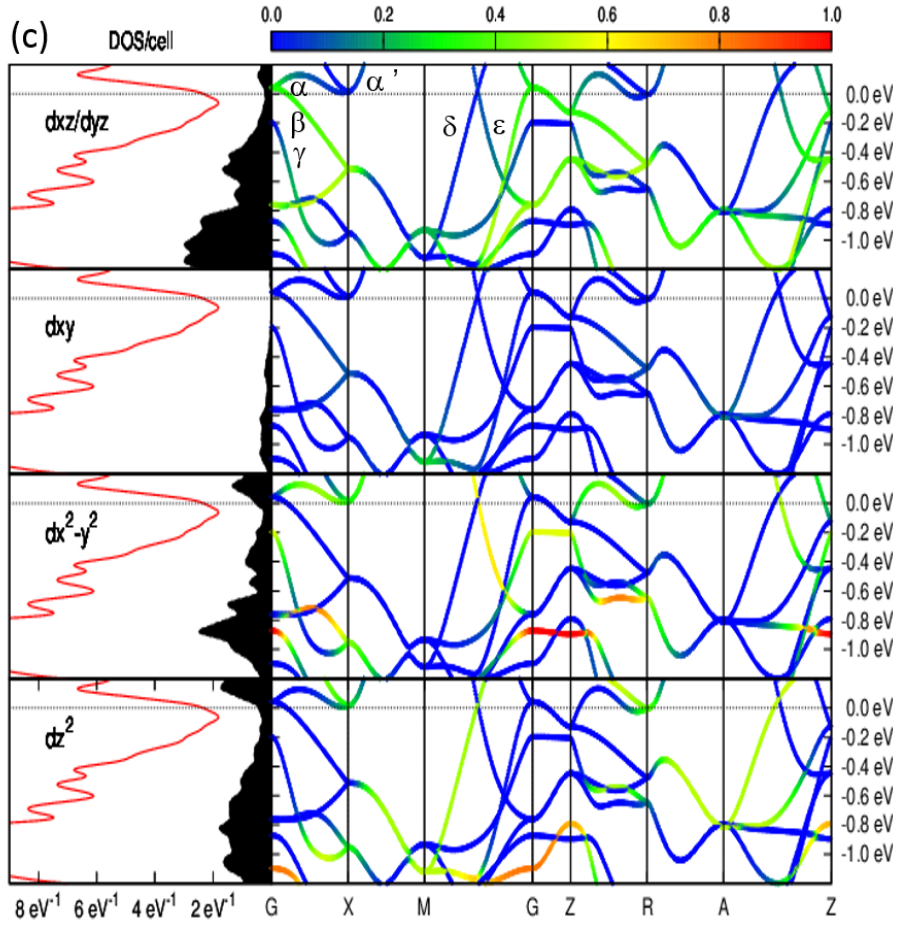 (c)
DOS/cell
0.0 0.2 0.4 0.6 0.8 1.0
dxz/dyz
α α'
β
γ
δ ε
0.0 eV
-0.2 eV
-0.4 eV
-0.6 eV
-0.8 eV
-1.0 eV
dxy
0.0 eV
-0.2 eV
-0.4 eV
-0.6 eV
-0.8 eV
-1.0 eV
dx²-y²
0.0 eV
-0.2 eV
-0.4 eV
-0.6 eV
-0.8 eV
-1.0 eV
dz²
0.0 eV
-0.2 eV
-0.4 eV
-0.6 eV
-0.8 eV
-1.0 eV
8 eV⁻¹ 6 eV⁻¹ 4 eV⁻¹ 2 eV⁻¹
G X M G Z R A Z